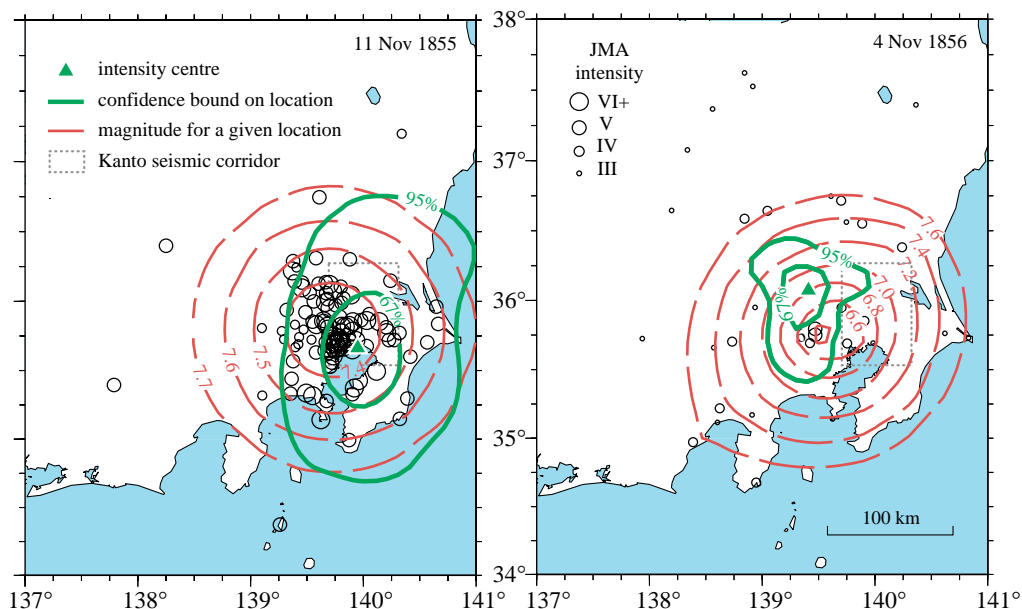 11 Nov 1855
intensity centre
confidence bound on location
magnitude for a given location
Kanto seismic corridor
95%
67%
7.4
7.5
7.6
7.7
137° 138° 139° 140° 141°
38°
37°
36°
35°
34°
4 Nov 1856
JMA
intensity
VI+
V
IV
III
7.6
7.4
7.2
7.0
6.8
6.6
95%
67%
100 km
137° 138° 139° 140° 141°